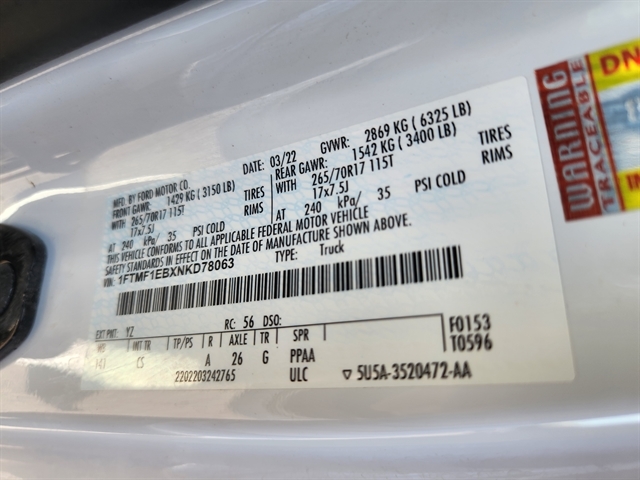 MFD. BY FORD MOTOR CO.
DATE: 03/22 GVWR: 2869 KG ( 6325 LB)
FRONT GAWR: 1429 KG ( 3150 LB) REAR GAWR: 1542 KG ( 3400 LB)
WITH 265/70R17 115T TIRES WITH 265/70R17 115T TIRES
17x7.5J RIMS 17x7.5J RIMS
AT 240 kPa/ 35 PSI COLD AT 240 kPa/ 35 PSI COLD
THIS VEHICLE CONFORMS TO ALL APPLICABLE FEDERAL MOTOR VEHICLE
SAFETY STANDARDS IN EFFECT ON THE DATE OF MANUFACTURE SHOWN ABOVE
VIN: 1FTMF1EBXNKD78063 TYPE: Truck
EXT PNT: YZ RC: 56 DSO: F0153
WB INT TR TP/PS R AXLE TR SPR T0596
141 CS A 26 G PPAA
2202203242765 ULC 5U5A-3520472-AA
WARNING
TRACEABLE
DN